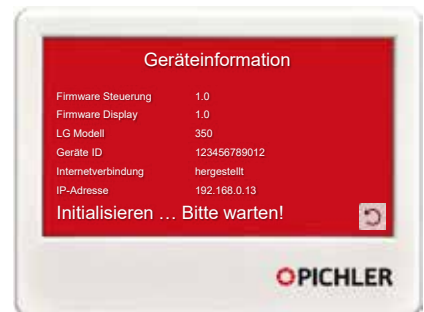 Geräteinformation
Firmware Steuerung 1.0
Firmware Display 1.0
LG Modell 350
Geräte ID 123456789012
Internetverbindung hergestellt
IP-Adresse 192.168.0.13
Initialisieren … Bitte warten!
PICHLER